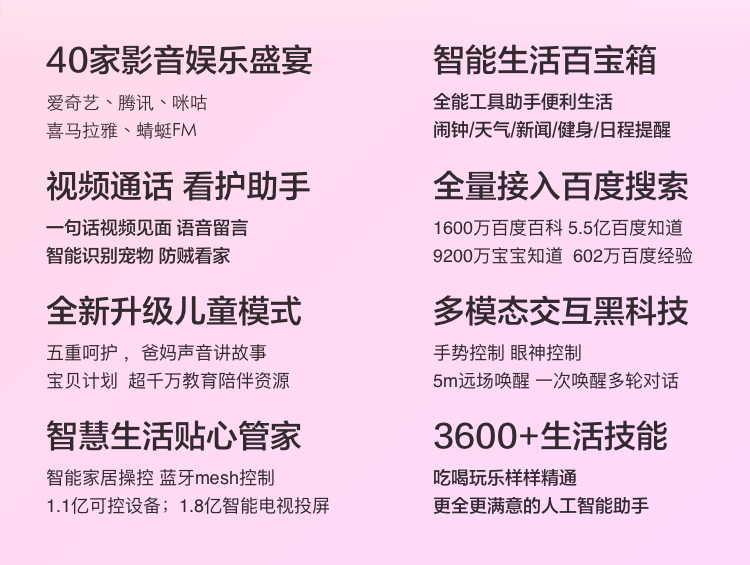 40家影音娱乐盛宴
爱奇艺、腾讯、咪咕
喜马拉雅、蜻蜓FM
智能生活百宝箱
全能工具助手便利生活
闹钟/天气/新闻/健身/日程提醒
视频通话 看护助手
一句话视频见面 语音留言
智能识别宠物 防贼看家
全量接入百度搜索
1600万百度百科 5.5亿百度知道
9200万宝宝知道 602万百度经验
全新升级儿童模式
五重呵护，爸妈声音讲故事
宝贝计划 超千万教育陪伴资源
多模态交互黑科技
手势控制 眼神控制
5m远场唤醒 一次唤醒多轮对话
智慧生活贴心管家
智能家居操控 蓝牙mesh控制
1.1亿可控设备；1.8亿智能电视投屏
3600+生活技能
吃喝玩乐样样精通
更全更满意的人工智能助手